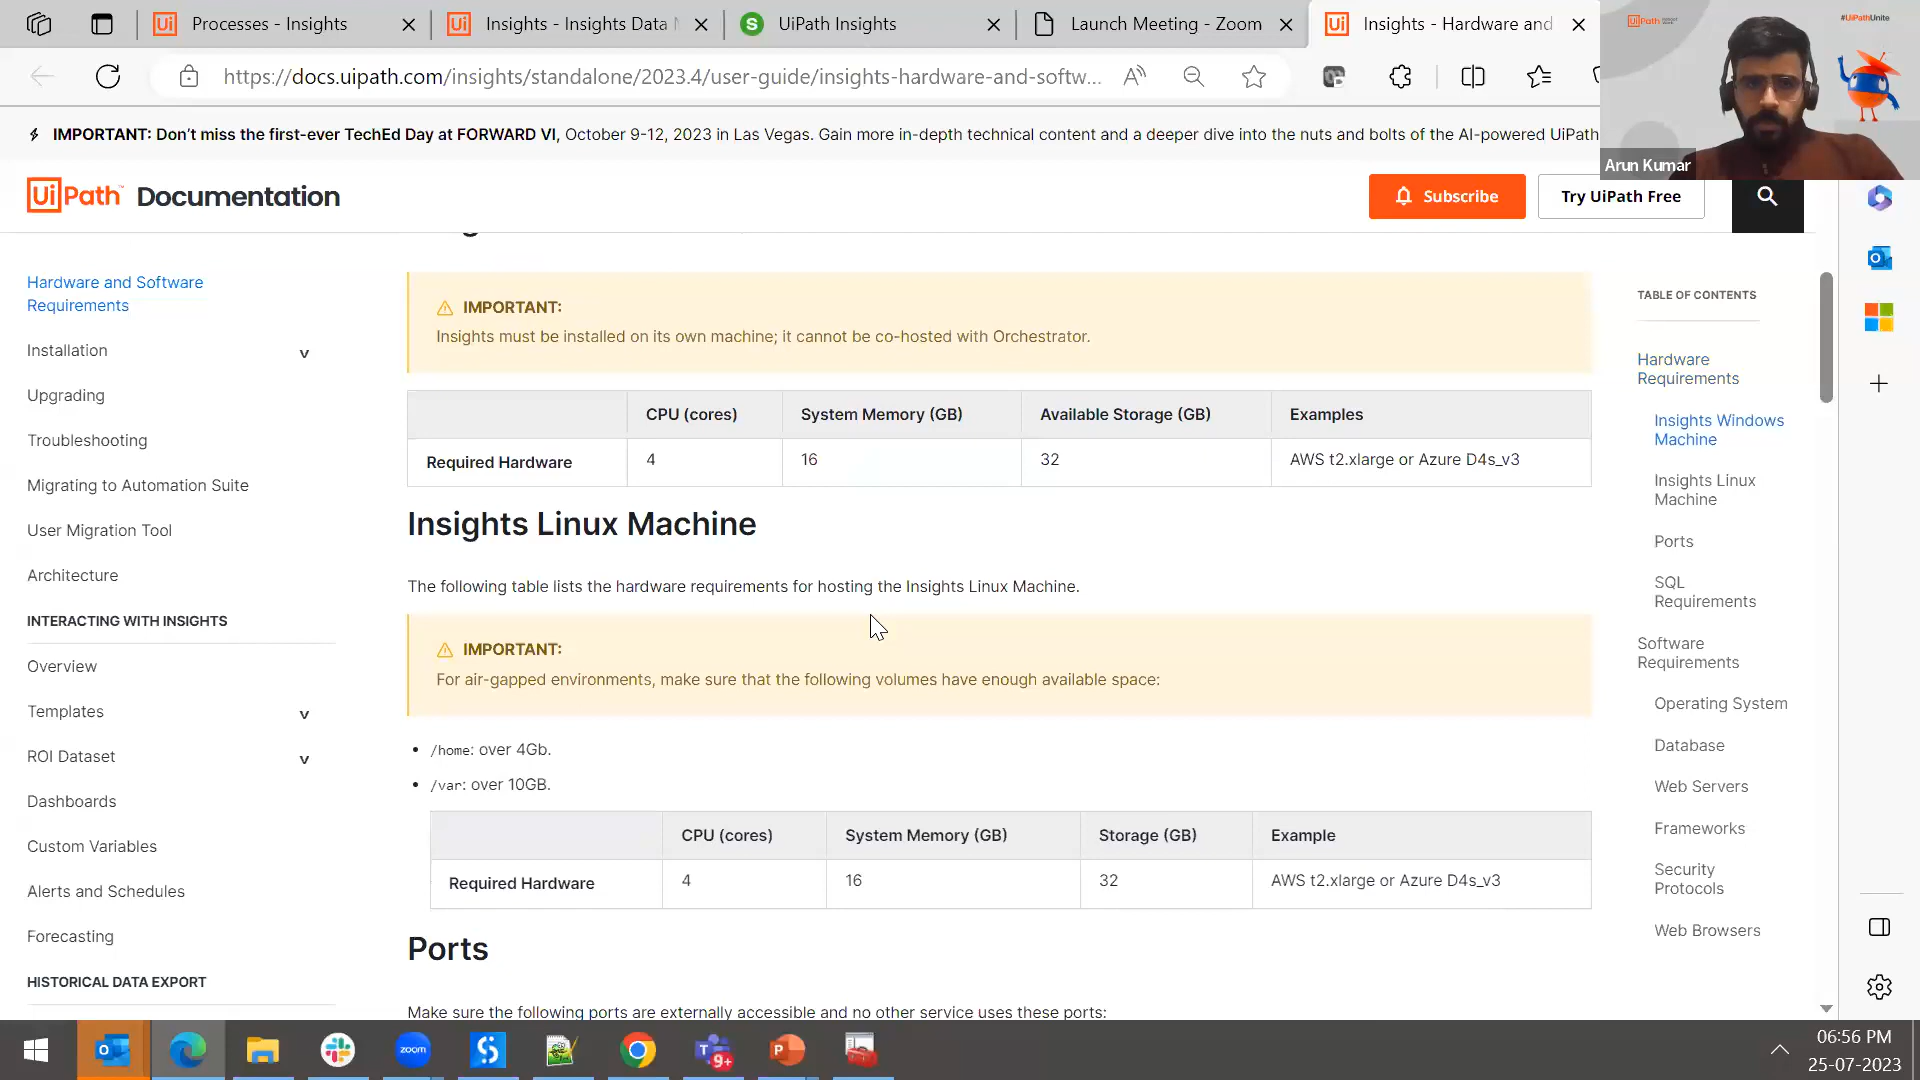 Processes - Insights
Insights - Insights Data
UiPath Insights
Launch Meeting - Zoom
Insights - Hardware and
https://docs.uipath.com/insights/standalone/2023.4/user-guide/insights-hardware-and-softw...
#UiPathUnite
Arun Kumar
IMPORTANT: Don't miss the first-ever TechEd Day at FORWARD VI, October 9-12, 2023 in Las Vegas. Gain more in-depth technical content and a deeper dive into the nuts and bolts of the AI-powered UiPath
UiPath Documentation
Subscribe
Try UiPath Free
Hardware and Software
Requirements
Installation
Upgrading
Troubleshooting
Migrating to Automation Suite
User Migration Tool
Architecture
INTERACTING WITH INSIGHTS
Overview
Templates
ROI Dataset
Dashboards
Custom Variables
Alerts and Schedules
Forecasting
HISTORICAL DATA EXPORT
IMPORTANT:
Insights must be installed on its own machine; it cannot be co-hosted with Orchestrator.
CPU (cores) System Memory (GB) Available Storage (GB) Examples
Required Hardware 4 16 32 AWS t2.xlarge or Azure D4s_v3
Insights Linux Machine
The following table lists the hardware requirements for hosting the Insights Linux Machine.
IMPORTANT:
For air-gapped environments, make sure that the following volumes have enough available space:
• /home: over 4Gb.
• /var: over 10GB.
CPU (cores) System Memory (GB) Storage (GB) Example
Required Hardware 4 16 32 AWS t2.xlarge or Azure D4s_v3
Ports
Make sure the following ports are externally accessible and no other service uses these ports:
TABLE OF CONTENTS
Hardware
Requirements
Insights Windows
Machine
Insights Linux
Machine
Ports
SQL
Requirements
Software
Requirements
Operating System
Database
Web Servers
Frameworks
Security
Protocols
Web Browsers
zoom
9+
06:56 PM
25-07-2023